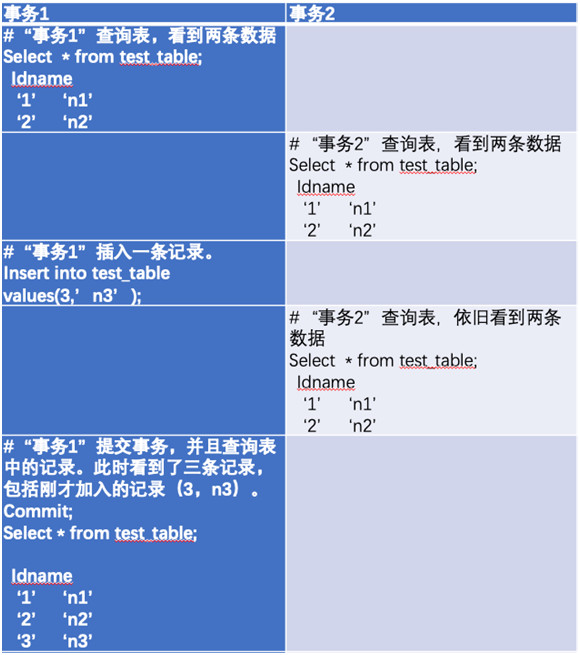 事务1
事务2
# “事务1” 查询表，看到两条数据
Select * from test_table;
Idname
‘1’ ‘n1’
‘2’ ‘n2’
# “事务2” 查询表，看到两条数据
Select * from test_table;
Idname
‘1’ ‘n1’
‘2’ ‘n2’
# “事务1” 插入一条记录。
Insert into test_table
values(3,’ n3’ );
# “事务2” 查询表，依旧看到两条
数据
Select * from test_table;
Idname
‘1’ ‘n1’
‘2’ ‘n2’
# “事务1” 提交事务，并且查询表
中的记录。此时看到了三条记录，
包括刚才加入的记录（3，n3）。
Commit;
Select * from test_table;
Idname
‘1’ ‘n1’
‘2’ ‘n2’
‘3’ ‘n3’